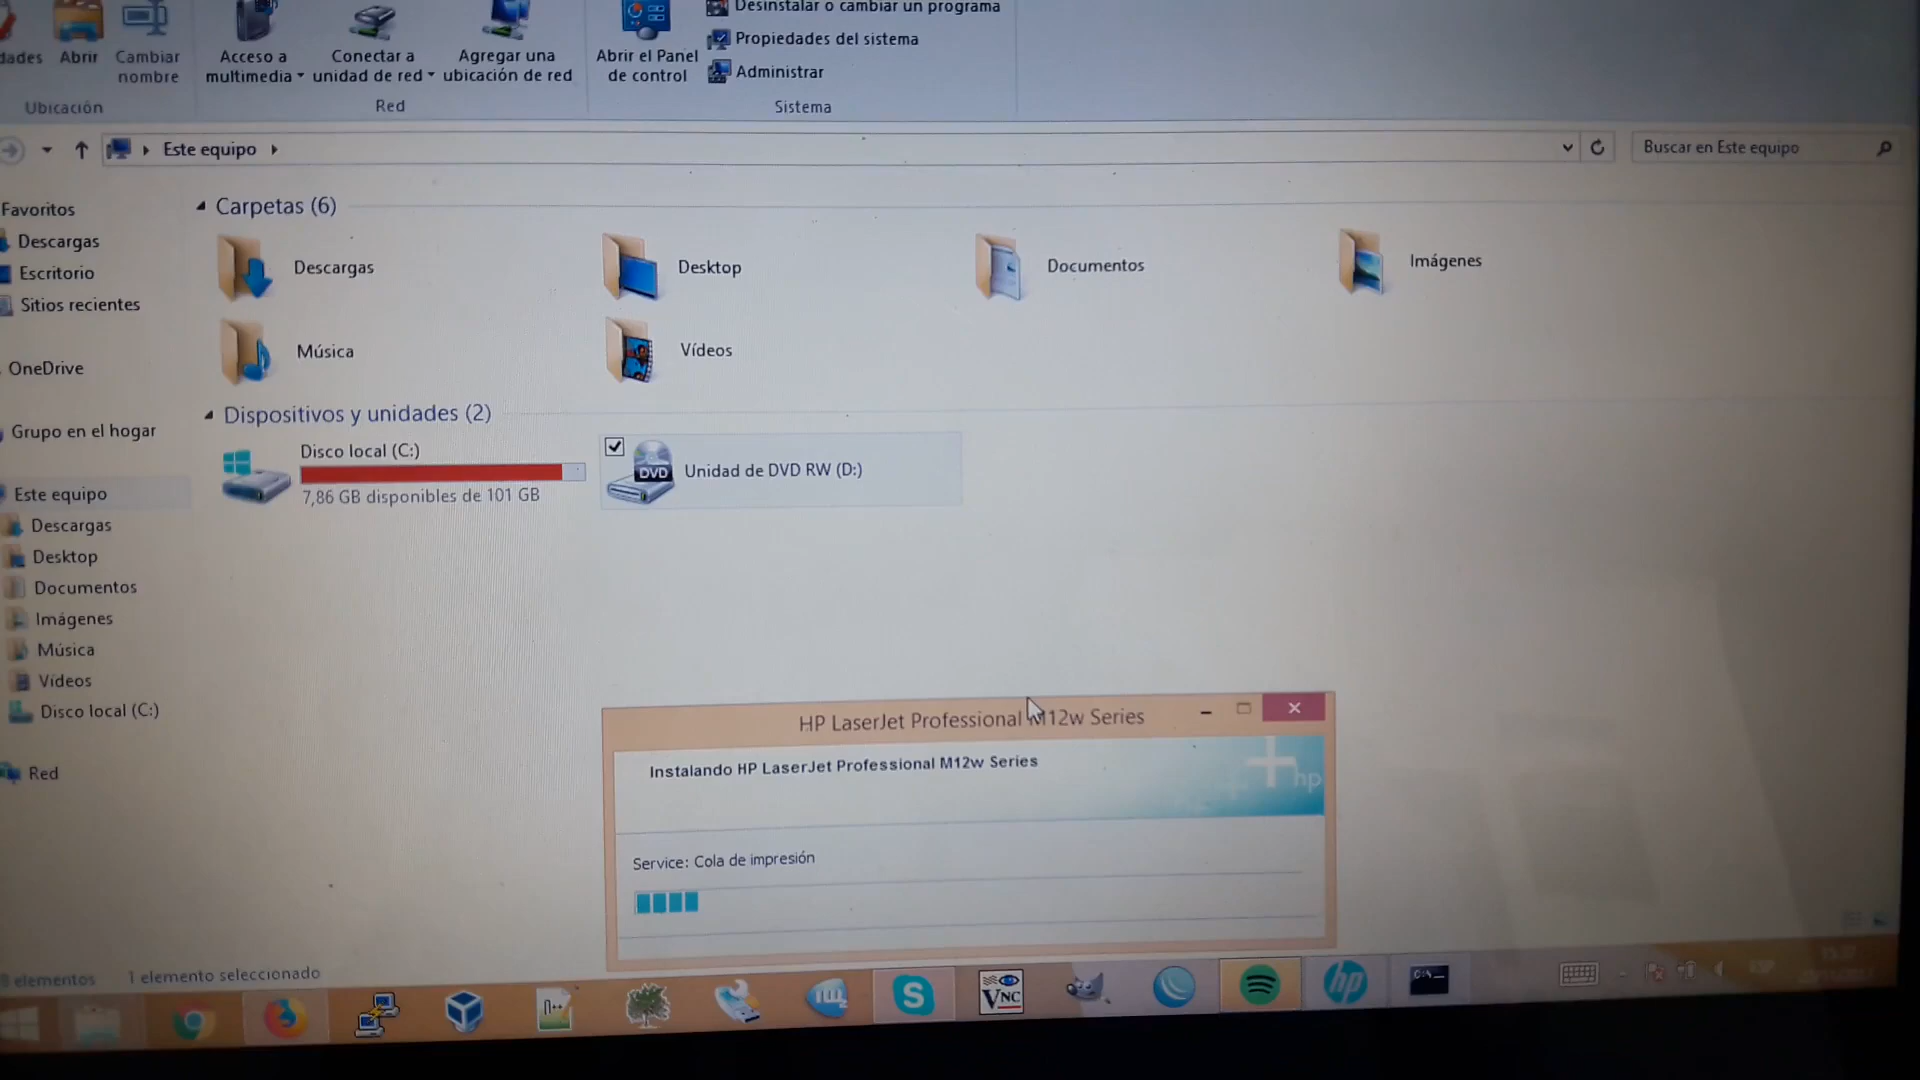 Desinstalar o cambiar un programa
Propiedades del sistema
Administrar
dades
Abrir
Cambiar
nombre
Acceso a
multimedia
Conectar a
unidad de red
Agregar una
ubicación de red
Abrir el Panel
de control
Ubicación
Red
Sistema
Este equipo
Buscar en Este equipo
Favoritos
Descargas
Escritorio
Sitios recientes
OneDrive
Grupo en el hogar
Este equipo
Descargas
Desktop
Documentos
Imágenes
Música
Vídeos
Disco local (C:)
Red
Carpetas (6)
Descargas
Desktop
Documentos
Imágenes
Música
Vídeos
Dispositivos y unidades (2)
Disco local (C:)
7,86 GB disponibles de 101 GB
DVD
Unidad de DVD RW (D:)
HP LaserJet Professional M12w Series
Instalando HP LaserJet Professional M12w Series
hp
Service: Cola de impresión
elementos
1 elemento seleccionado
S
VNC
hp
C:\_